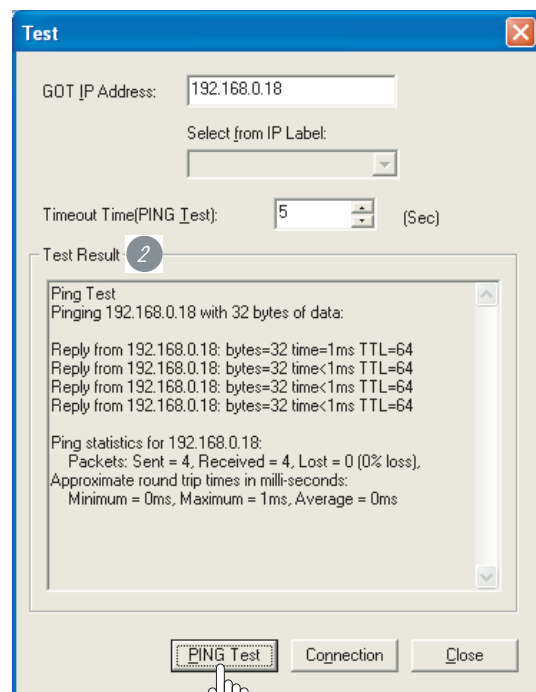 Test
GOT IP Address:
192.168.0.18
Select from IP Label:
Timeout Time(PING Test):
5
(Sec)
Test Result
2
Ping Test
Pinging 192.168.0.18 with 32 bytes of data:
Reply from 192.168.0.18: bytes=32 time=1ms TTL=64
Reply from 192.168.0.18: bytes=32 time<1ms TTL=64
Reply from 192.168.0.18: bytes=32 time<1ms TTL=64
Reply from 192.168.0.18: bytes=32 time<1ms TTL=64
Ping statistics for 192.168.0.18:
Packets: Sent = 4, Received = 4, Lost = 0 (0% loss),
Approximate round trip times in milli-seconds:
Minimum = 0ms, Maximum = 1ms, Average = 0ms
PING Test
Connection
Close